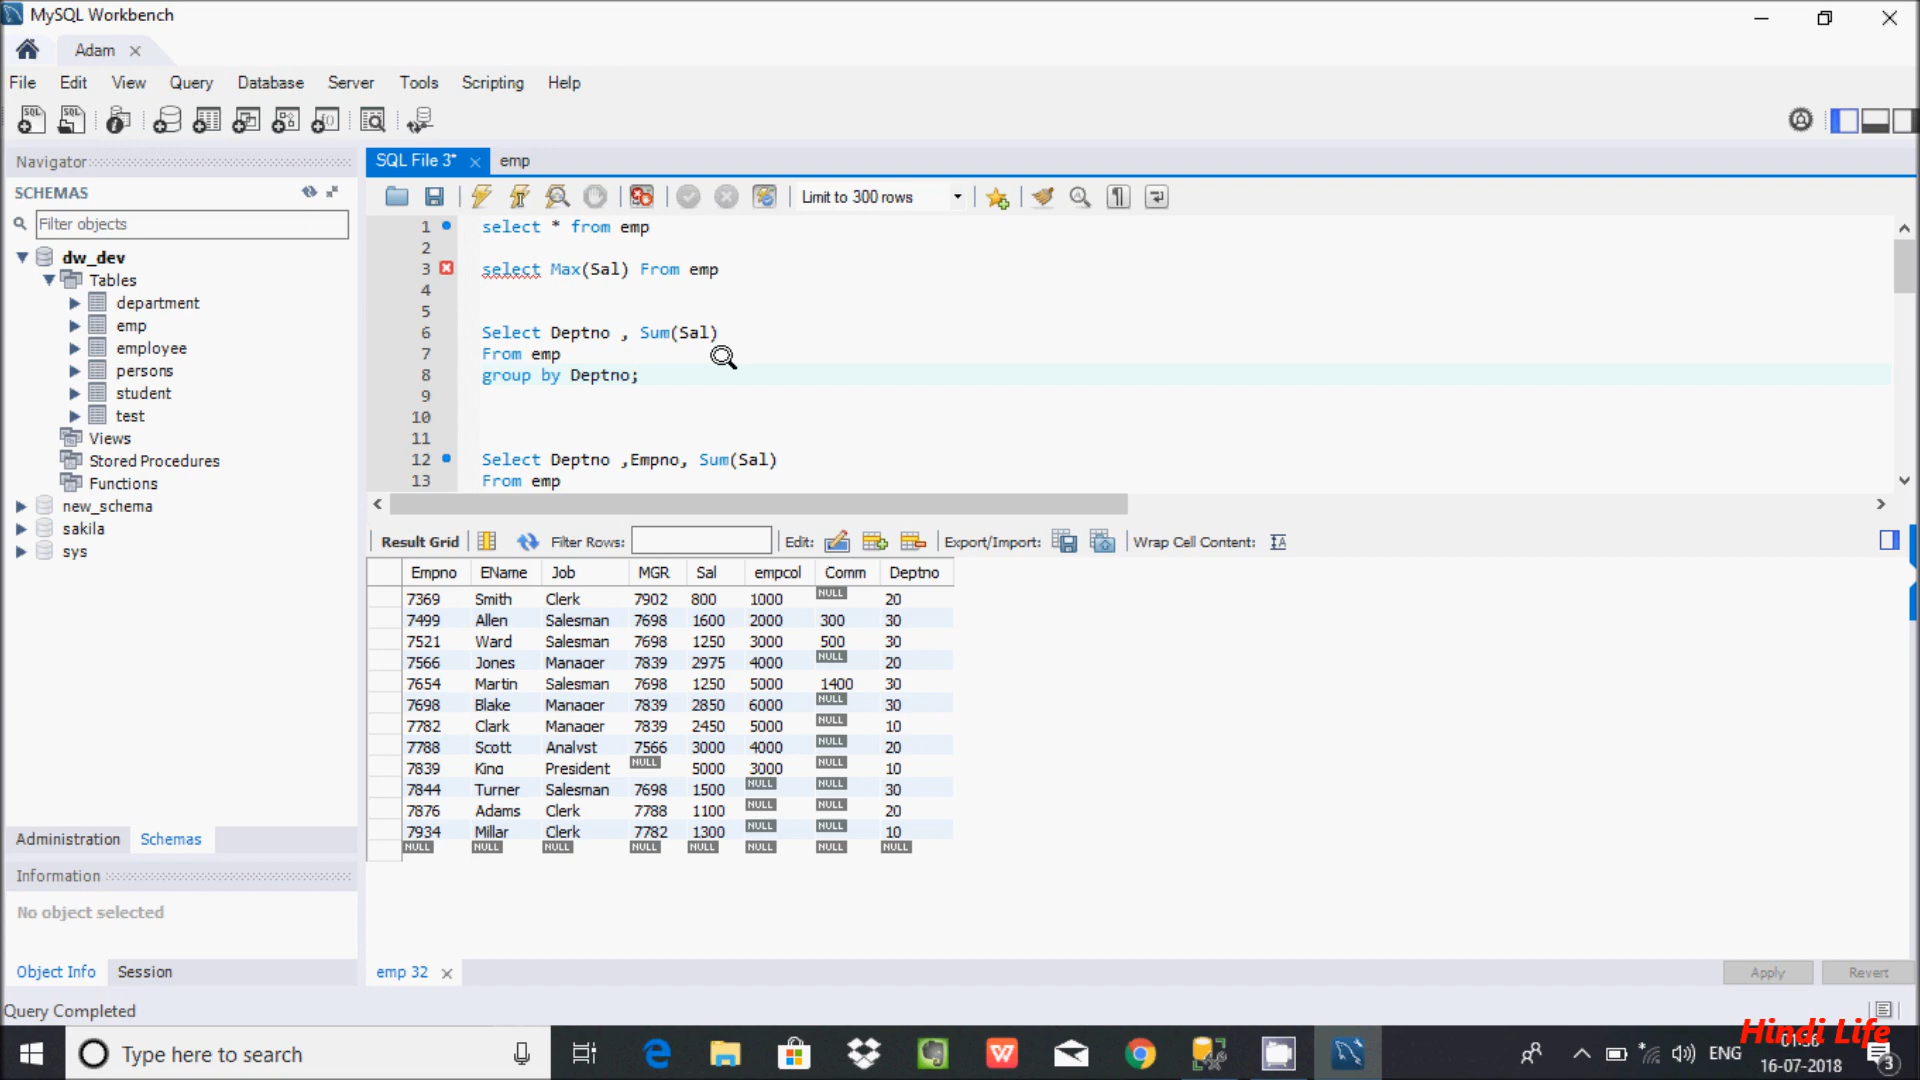 MySQL Workbench
Adam
File Edit View Query Database Server Tools Scripting Help
Navigator
SCHEMAS
Filter objects
dw_dev
Tables
department
emp
employee
persons
student
test
Views
Stored Procedures
Functions
new_schema
sakila
sys
Administration Schemas
Information
No object selected
Object Info Session
Query Completed
SQL File 3* emp
Limit to 300 rows
1 select * from emp
2
3 select Max(Sal) From emp
4
5
6 Select Deptno , Sum(Sal)
7 From emp
8 group by Deptno;
9
10
11
12 Select Deptno ,Empno, Sum(Sal)
13 From emp
Result Grid Filter Rows: Edit: Export/Import: Wrap Cell Content:
Empno EName Job MGR Sal empcol Comm Deptno
7369 Smith Clerk 7902 800 1000 NULL 20
7499 Allen Salesman 7698 1600 2000 300 30
7521 Ward Salesman 7698 1250 3000 500 30
7566 Jones Manager 7839 2975 4000 NULL 20
7654 Martin Salesman 7698 1250 5000 1400 30
7698 Blake Manager 7839 2850 6000 NULL 30
7782 Clark Manager 7839 2450 5000 NULL 10
7788 Scott Analyst 7566 3000 4000 NULL 20
7839 King President NULL 5000 3000 NULL 10
7844 Turner Salesman 7698 1500 NULL NULL 30
7876 Adams Clerk 7788 1100 NULL NULL 20
7934 Millar Clerk 7782 1300 NULL NULL 10
NULL NULL NULL NULL NULL NULL NULL NULL
emp 32
Apply Revert
Hindi Life
Type here to search
ENG
16-07-2018
3